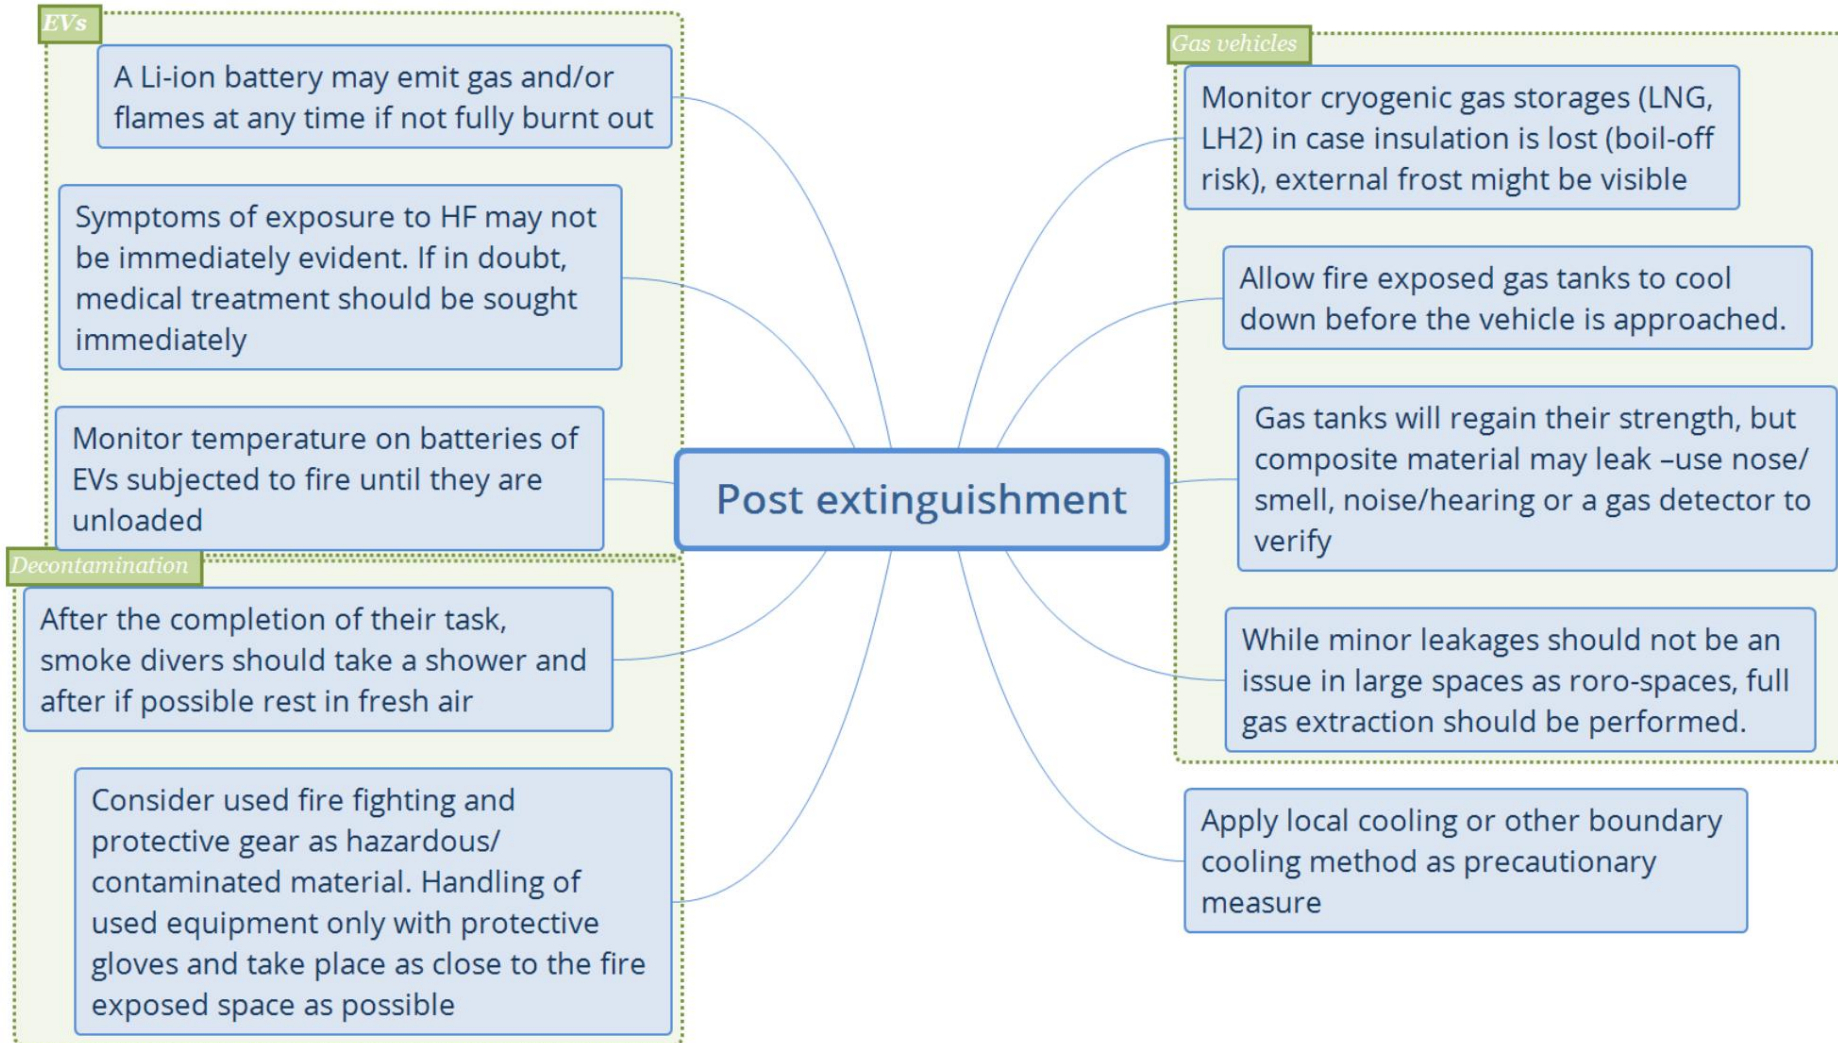 EVs
A Li-ion battery may emit gas and/or
flames at any time if not fully burnt out
Symptoms of exposure to HF may not
be immediately evident. If in doubt,
medical treatment should be sought
immediately
Monitor temperature on batteries of
EVs subjected to fire until they are
unloaded
Decontamination
After the completion of their task,
smoke divers should take a shower and
after if possible rest in fresh air
Consider used fire fighting and
protective gear as hazardous/
contaminated material. Handling of
used equipment only with protective
gloves and take place as close to the fire
exposed space as possible
Post extinguishment
Gas vehicles
Monitor cryogenic gas storages (LNG,
LH2) in case insulation is lost (boil-off
risk), external frost might be visible
Allow fire exposed gas tanks to cool
down before the vehicle is approached.
Gas tanks will regain their strength, but
composite material may leak –use nose/
smell, noise/hearing or a gas detector to
verify
While minor leakages should not be an
issue in large spaces as roro-spaces, full
gas extraction should be performed.
Apply local cooling or other boundary
cooling method as precautionary
measure